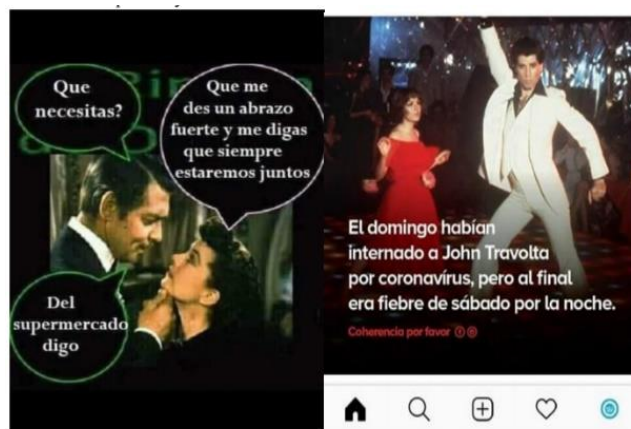 Que
necesitas?
Que me
des un abrazo
fuerte y me digas
que siempre
estaremos juntos
Del
supermercado
digo
El domingo habían
internado a John Travolta
por coronavírus, pero al final
era fiebre de sábado por la noche.
Coherencia por favor